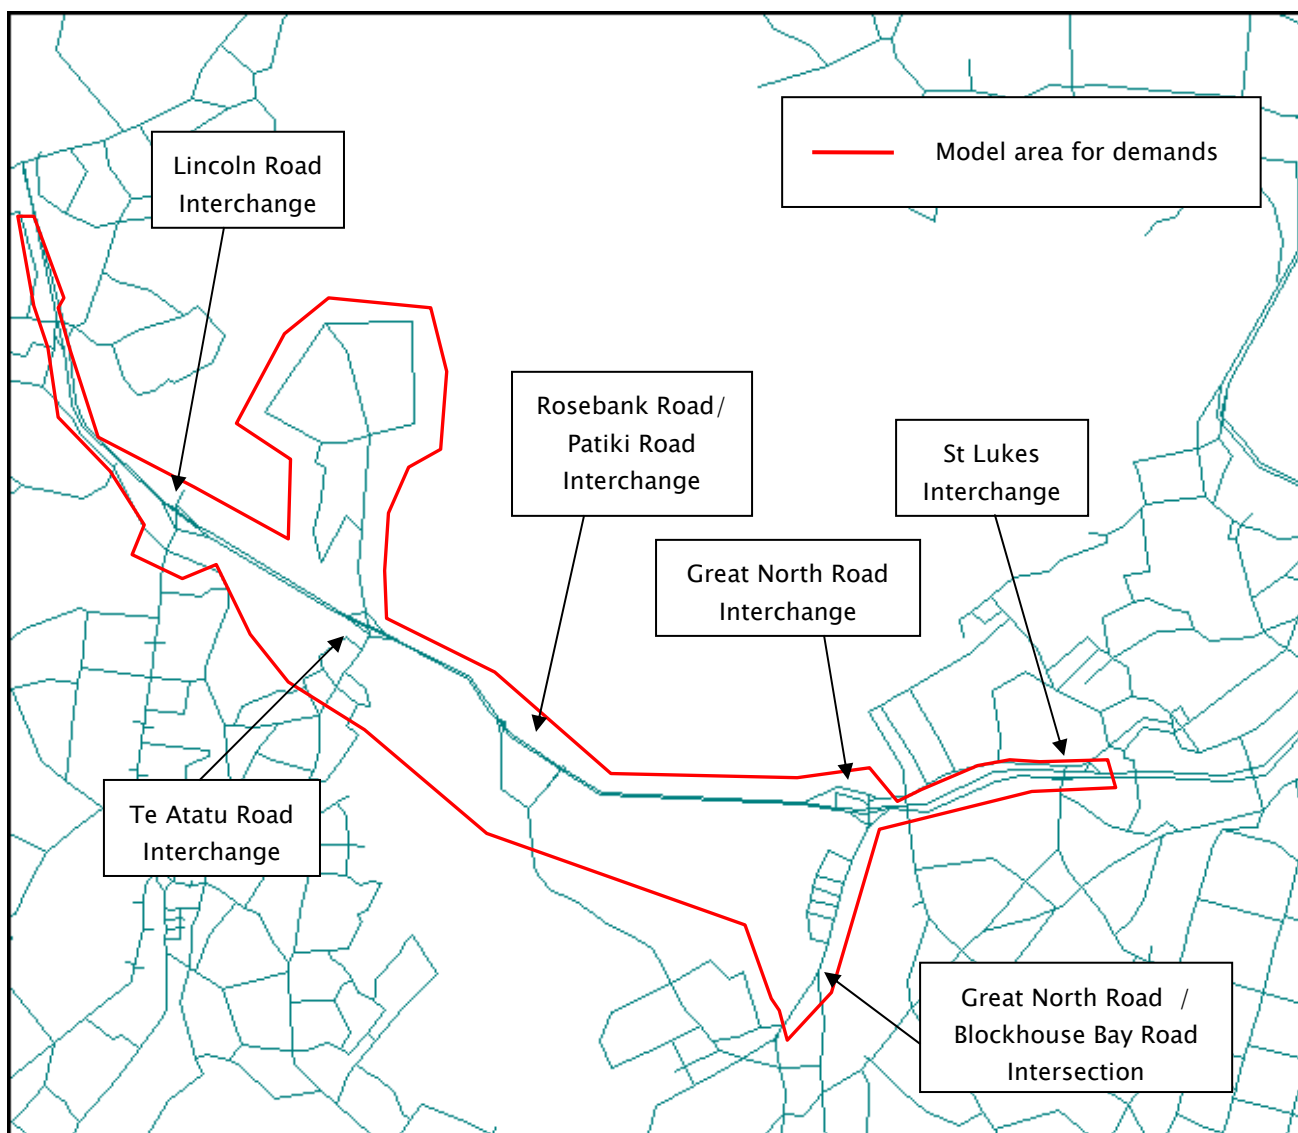 Lincoln Road
Interchange
Model area for demands
Rosebank Road/
Patiki Road
Interchange
St Lukes
Interchange
Great North Road
Interchange
Te Atatu Road
Interchange
Great North Road /
Blockhouse Bay Road
Intersection